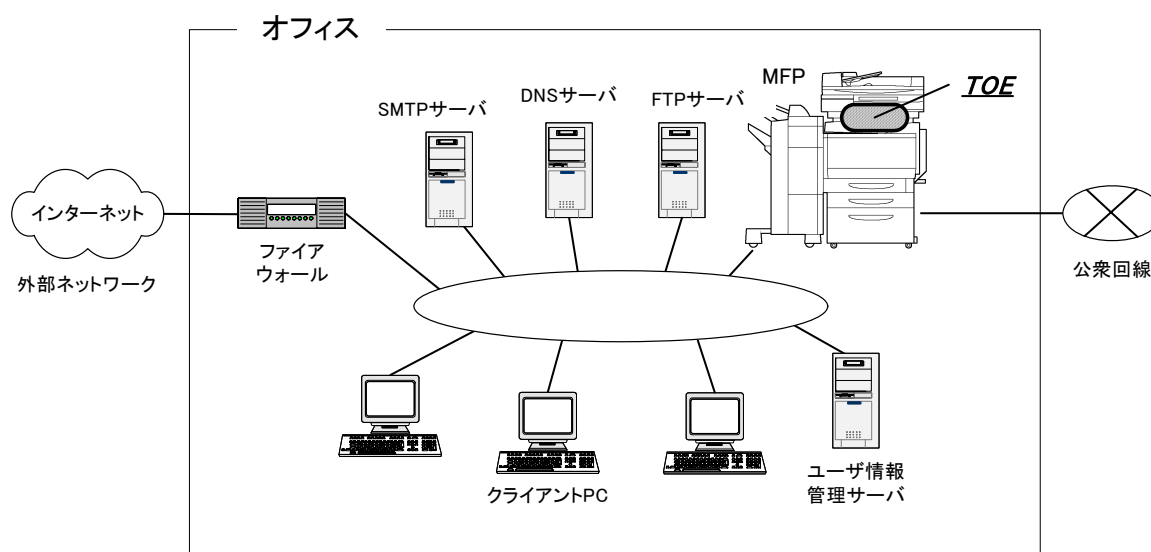 オフィス
MFP
TOE
SMTPサーバ
DNSサーバ
FTPサーバ
インターネット
外部ネットワーク
ファイア
ウォール
公衆回線
クライアントPC
ユーザ情報
管理サーバ